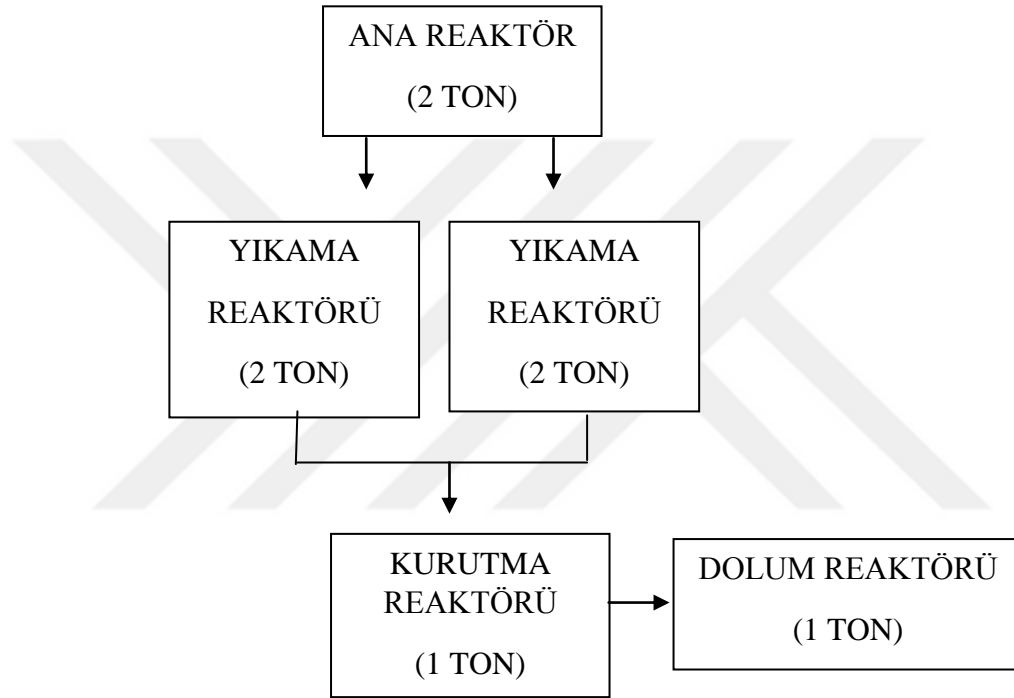 ANA REAKTÖR
(2 TON)
YIKAMA
REAKTÖRÜ
(2 TON)
YIKAMA
REAKTÖRÜ
(2 TON)
KURUTMA
REAKTÖRÜ
(1 TON)
DOLUM REAKTÖRÜ
(1 TON)